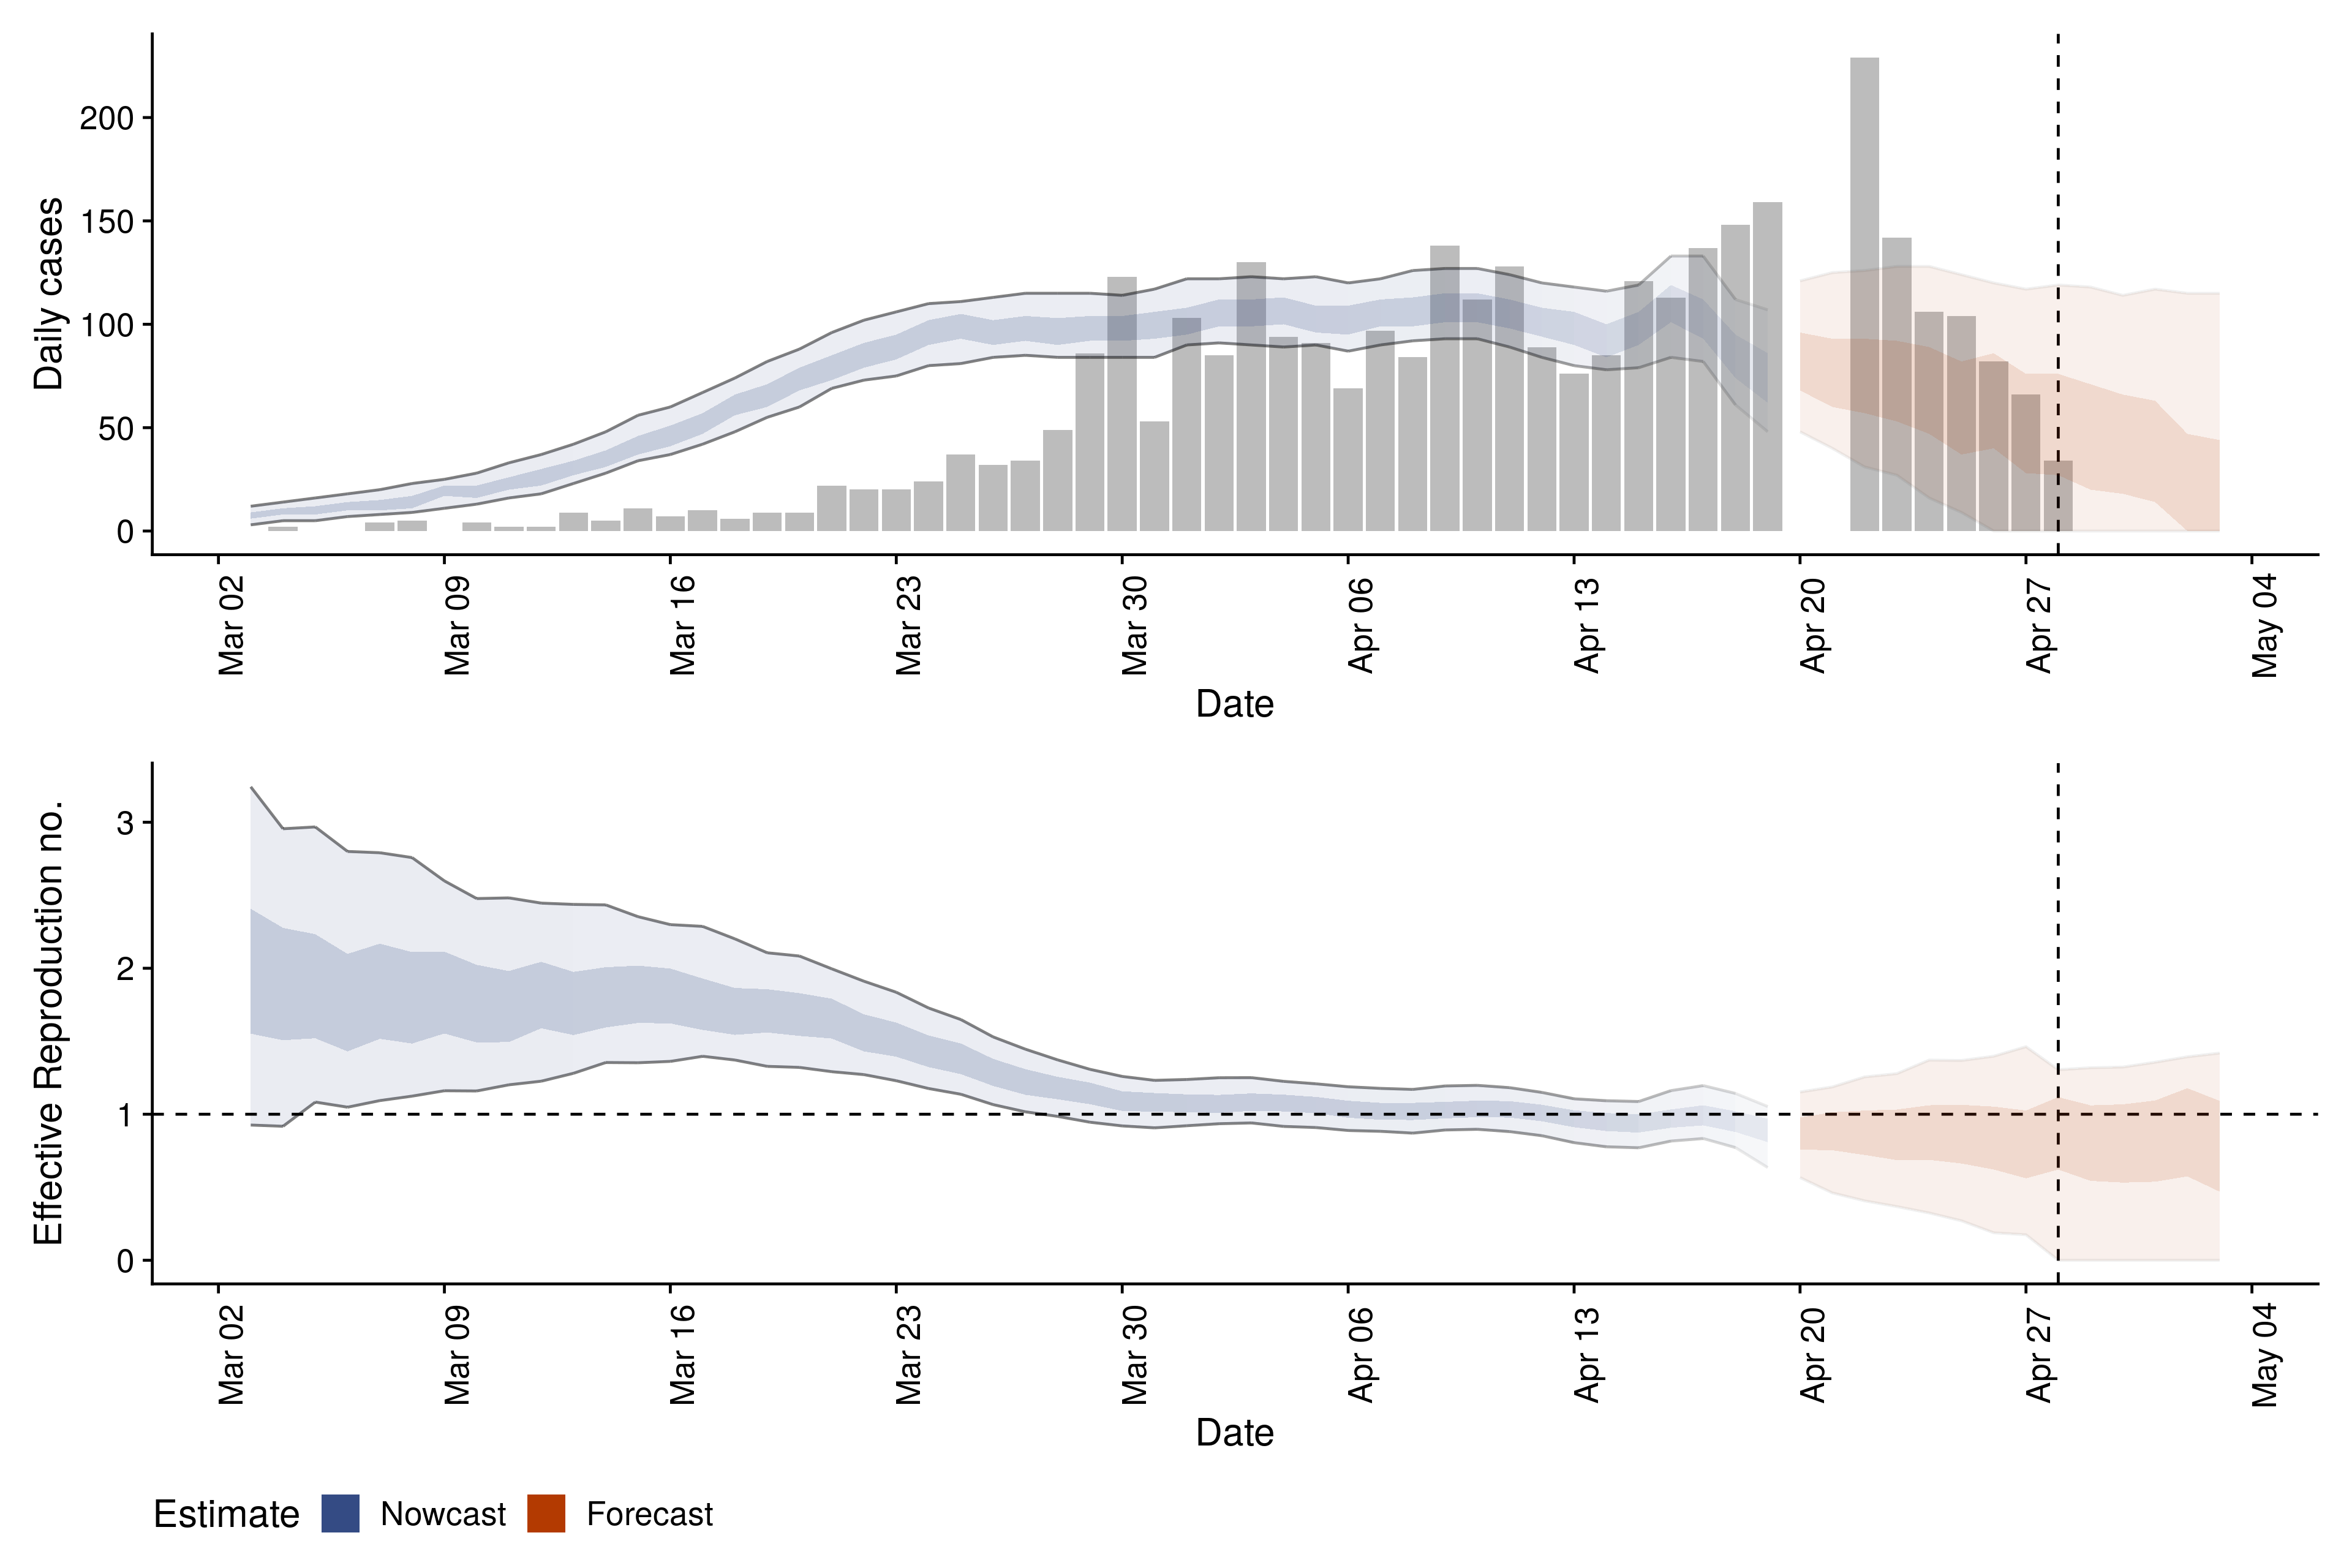 Daily cases
200
150
100
50
0
Mar 02
Mar 09
Mar 16
Mar 23
Mar 30
Apr 06
Apr 13
Apr 20
Apr 27
May 04
Date
Effective Reproduction no.
3
2
1
0
Mar 02
Mar 09
Mar 16
Mar 23
Mar 30
Apr 06
Apr 13
Apr 20
Apr 27
May 04
Date
Estimate Nowcast Forecast